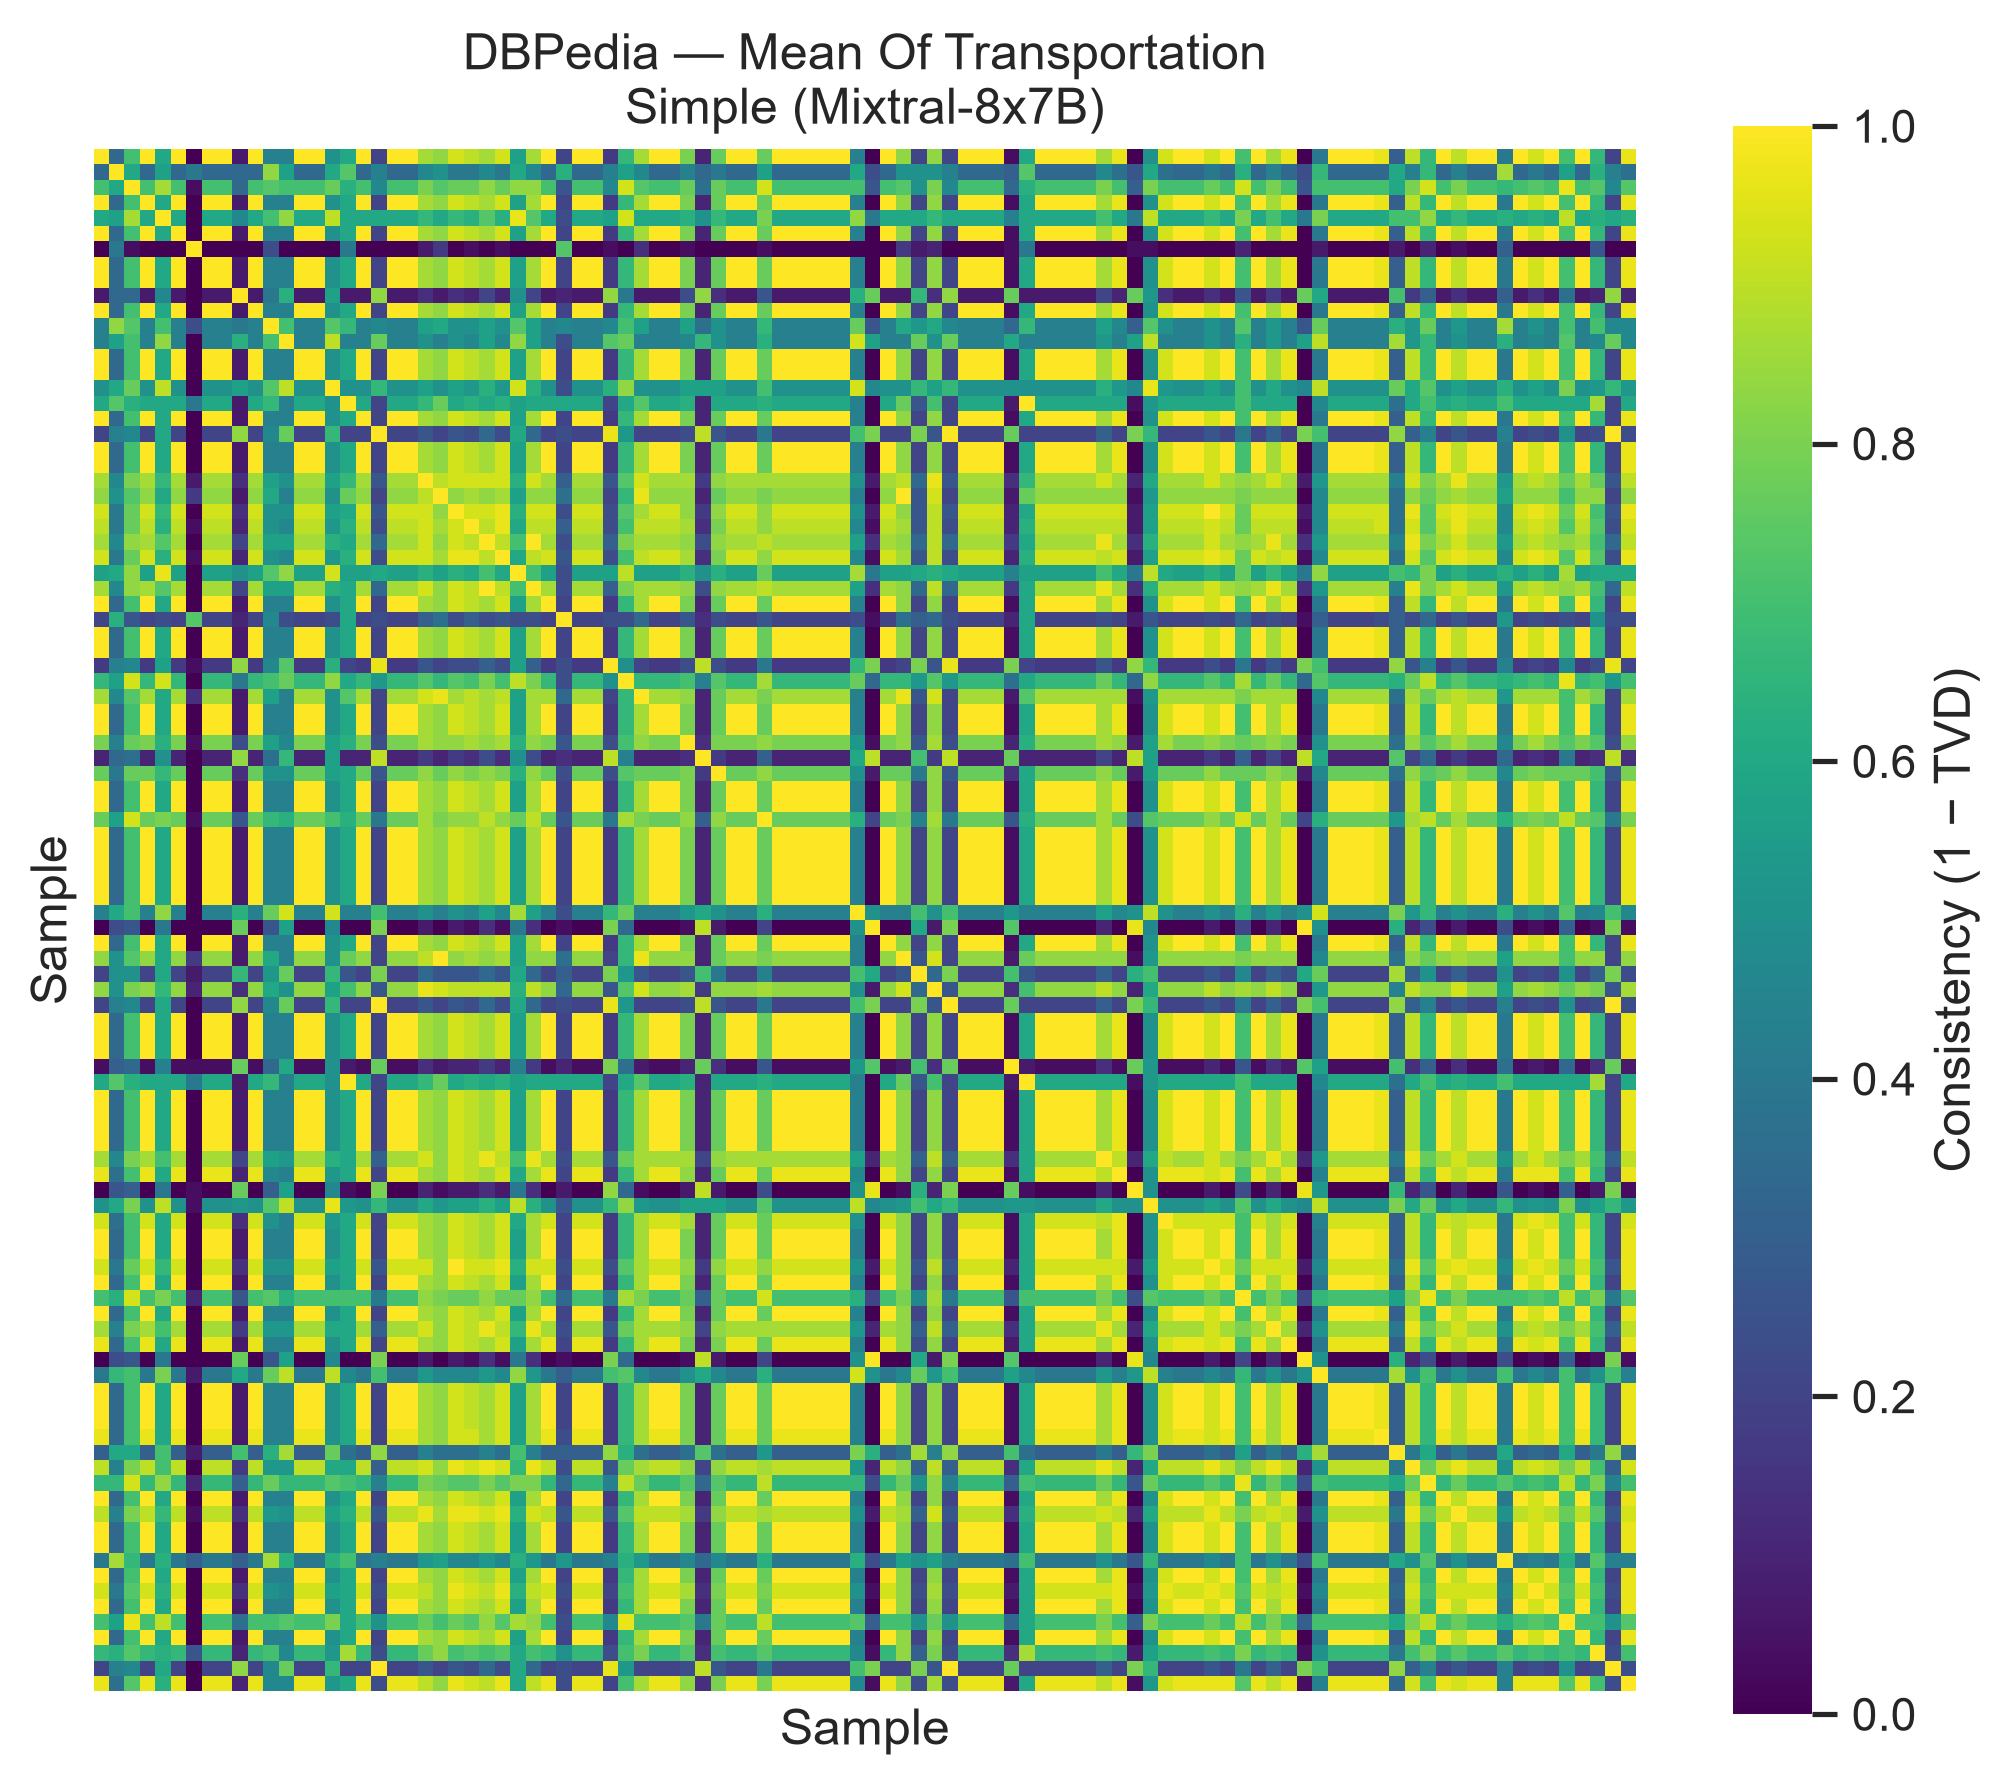 DBPedia — Mean Of Transportation
Simple (Mixtral-8x7B)
Sample
Sample
1.0
0.8
0.6
0.4
0.2
0.0
Consistency (1 − TVD)